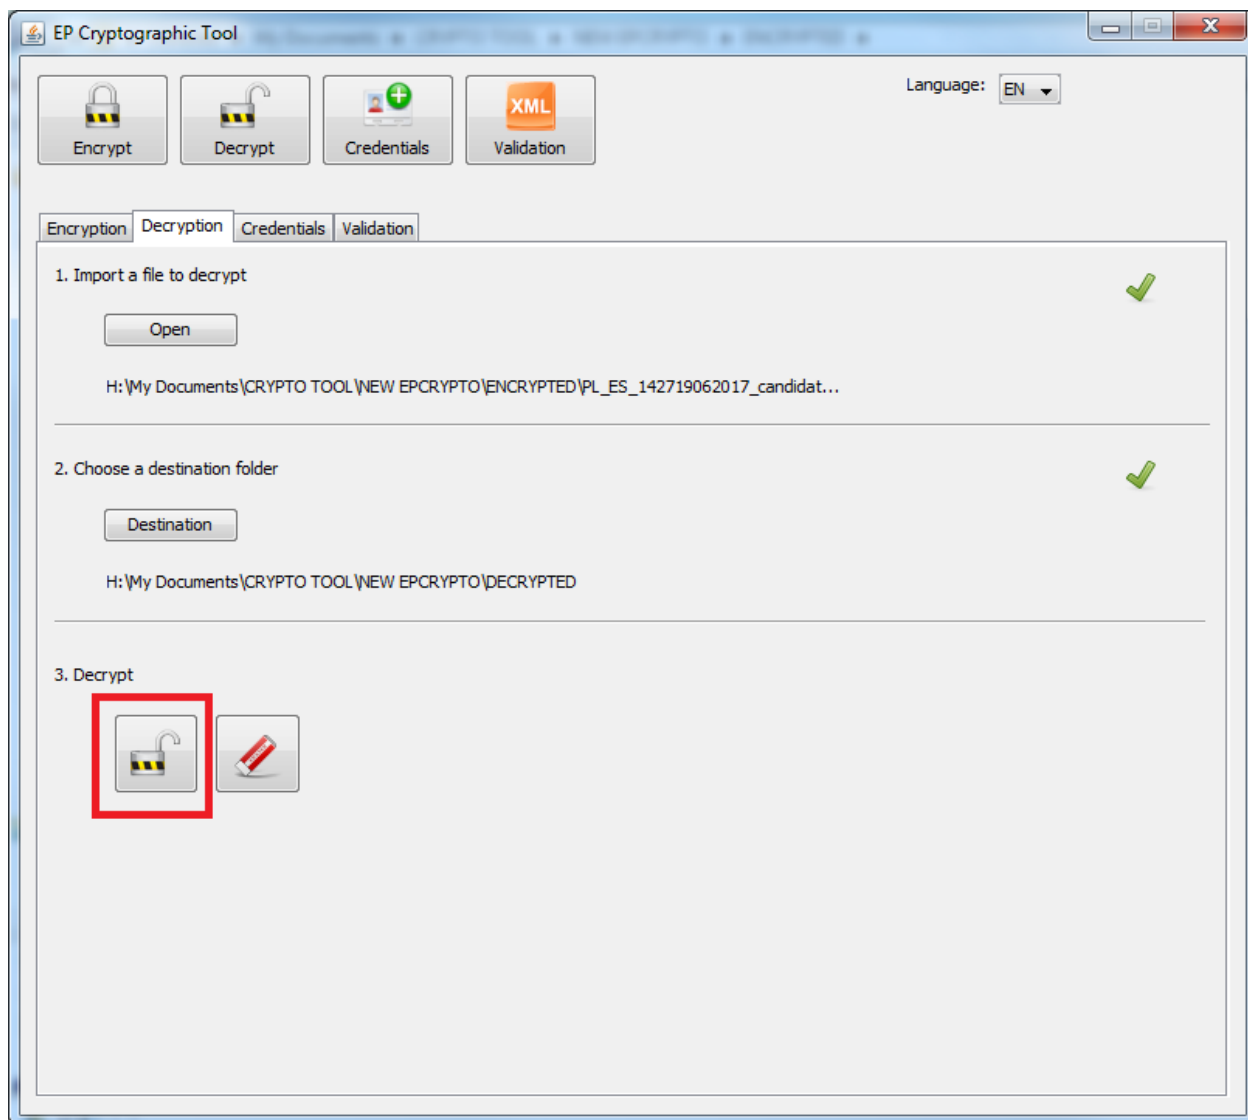 EP Cryptographic Tool
Language: EN
Encrypt Decrypt Credentials XML Validation
Encryption Decryption Credentials Validation
1. Import a file to decrypt
Open
H:\My Documents\CRYPTO TOOL\NEW EPCRYPTO\ENCRYPTED\PL_ES_142719062017_candidat...
2. Choose a destination folder
Destination
H:\My Documents\CRYPTO TOOL\NEW EPCRYPTO\DECRYPTED
3. Decrypt